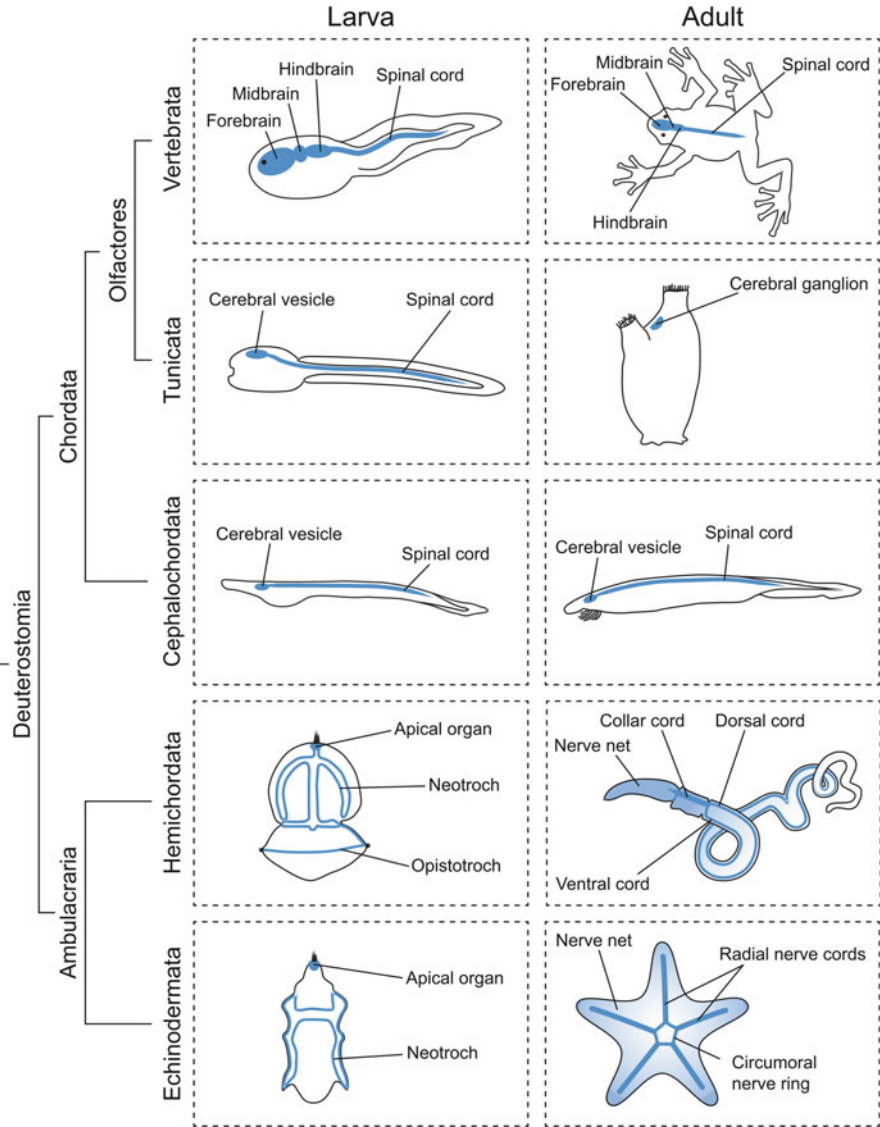 Larva
Adult
Deuterostomia
Chordata
Olfactores
Vertebrata
Forebrain
Midbrain
Hindbrain
Spinal cord
Forebrain
Midbrain
Spinal cord
Hindbrain
Tunicata
Cerebral vesicle
Spinal cord
Cerebral ganglion
Cephalochordata
Cerebral vesicle
Spinal cord
Cerebral vesicle
Spinal cord
Ambulacraria
Hemichordata
Apical organ
Neotroch
Opistotroch
Collar cord
Dorsal cord
Nerve net
Ventral cord
Echinodermata
Apical organ
Neotroch
Nerve net
Radial nerve cords
Circumoral
nerve ring